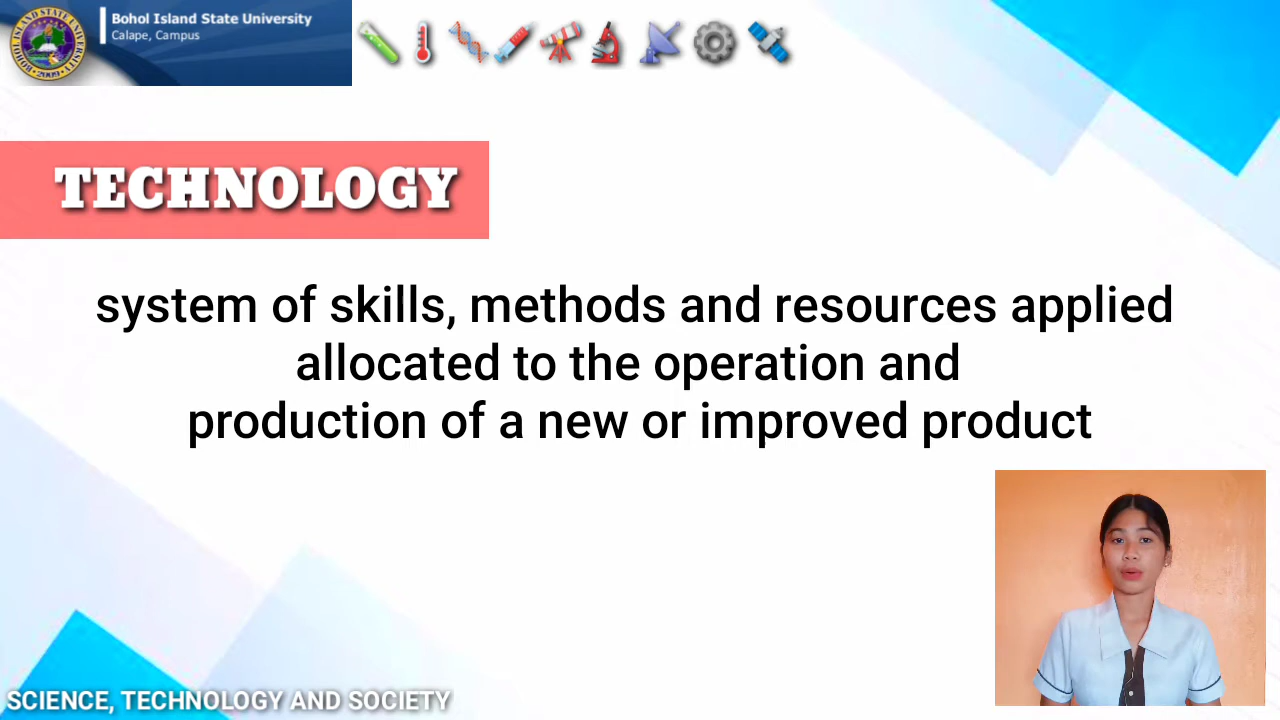 Bohol Island State University
Calape, Campus
TECHNOLOGY
system of skills, methods and resources applied
allocated to the operation and
production of a new or improved product
SCIENCE, TECHNOLOGY AND SOCIETY